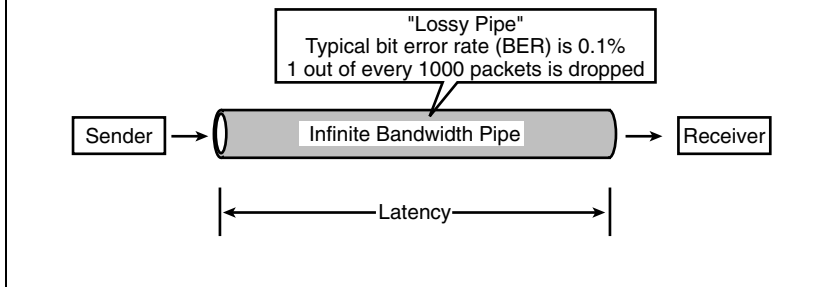 "Lossy Pipe"
Typical bit error rate (BER) is 0.1%
1 out of every 1000 packets is dropped
Sender
Infinite Bandwidth Pipe
Receiver
Latency